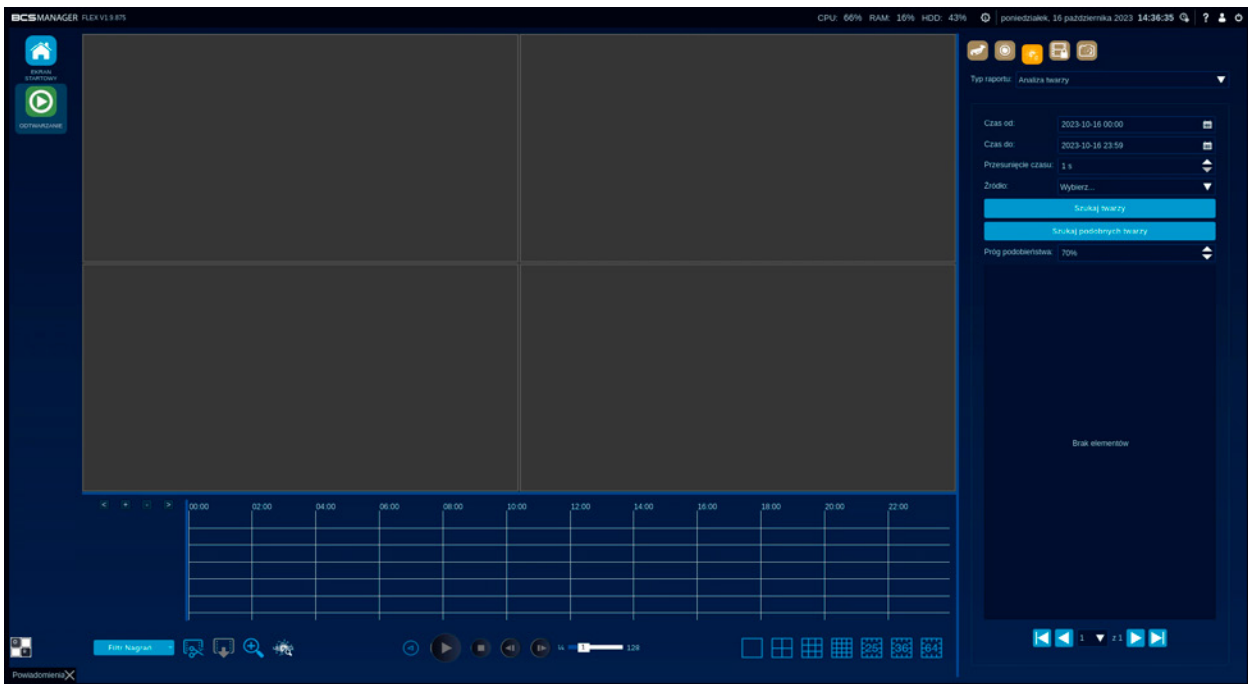 BCSMANAGER FLEX V1.9.875
CPU: 66% RAM: 16% HDD: 43%
poniedziałek, 16 października 2023 14:36:35
?
EKRAN
STARTOWY
ODTWARZANIE
Typ raportu: Analiza twarzy
Czas od: 2023-10-16 00:00
Czas do: 2023-10-16 23:59
Przesunięcie czasu: 1 s
Źródło: Wybierz...
Szukaj twarzy
Szukaj podobnych twarzy
Próg podobieństwa: 70%
Brak elementów
< + - > 00:00 02:00 04:00 06:00 08:00 10:00 12:00 14:00 16:00 18:00 20:00 22:00
Filtr Nagrań
1/4 1 128
25 36 64
1 z 1
Powiadomienia X